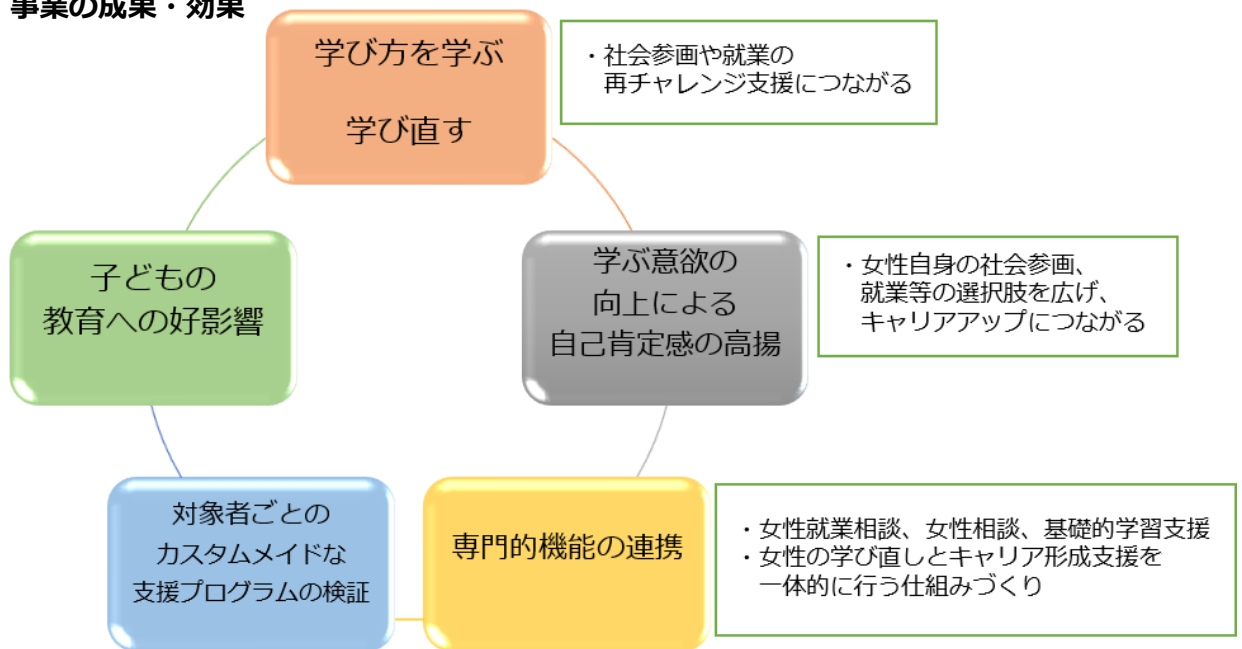 事業の成果・効果
学び方を学ぶ
学び直す
・社会参画や就業の
再チャレンジ支援につながる
学ぶ意欲の
向上による
自己肯定感の高揚
・女性自身の社会参画、
就業等の選択肢を広げ、
キャリアアップにつながる
専門的機能の連携
・女性就業相談、女性相談、基礎的学習支援
・女性の学び直しとキャリア形成支援を
一体的に行う仕組みづくり
対象者ごとの
カスタムメイドな
支援プログラムの検証
子どもの
教育への好影響